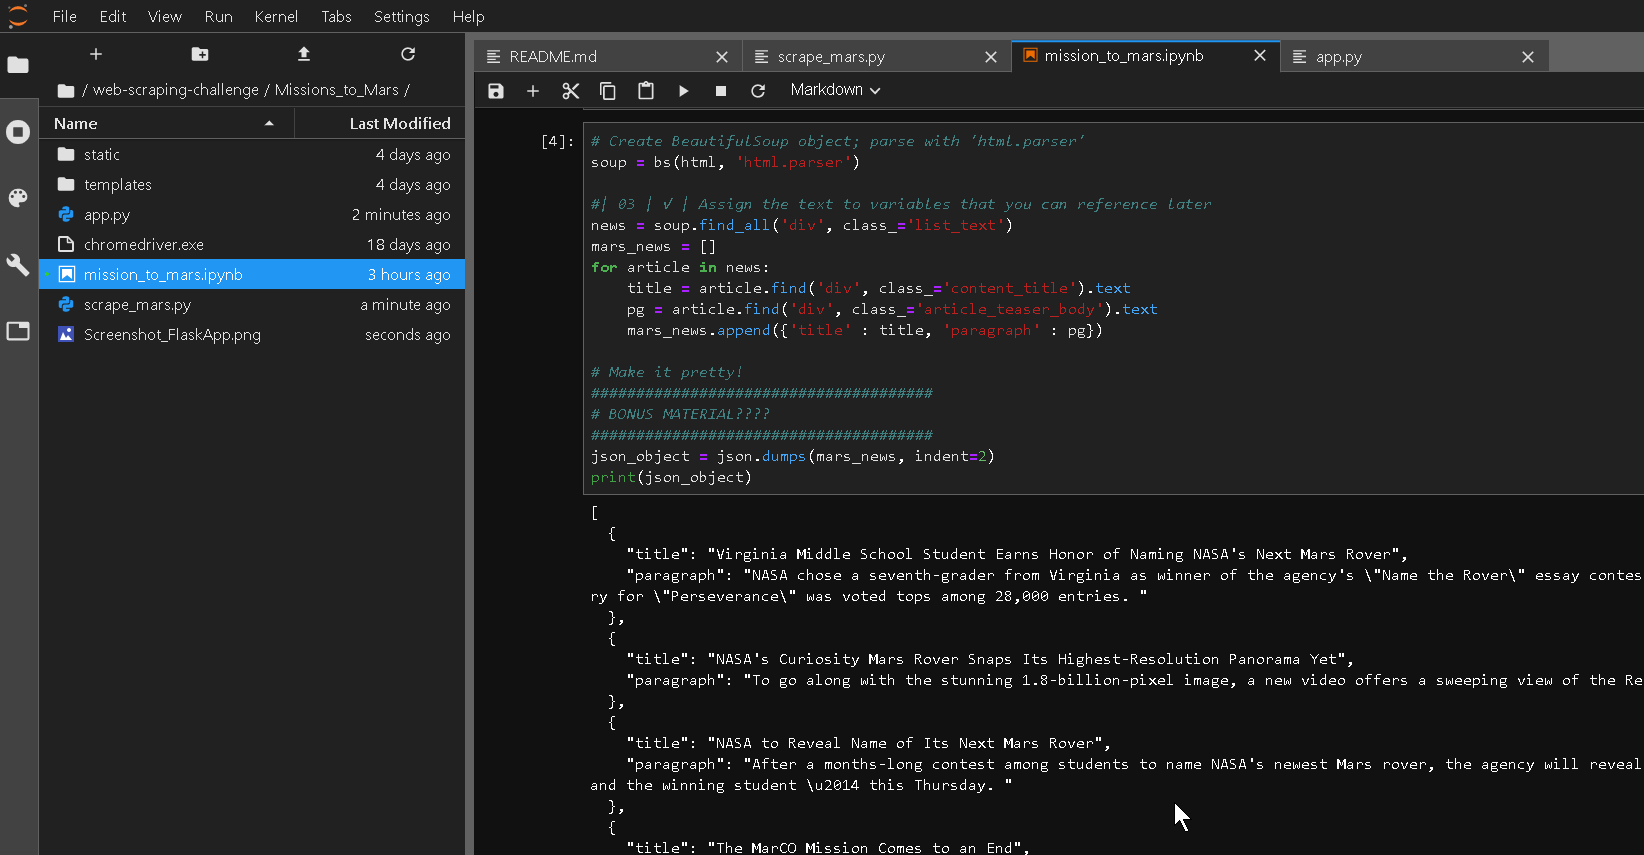 File Edit View Run Kernel Tabs Settings Help
/ web-scraping-challenge / Missions_to_Mars /
Name Last Modified
static 4 days ago
templates 4 days ago
app.py 2 minutes ago
chromedriver.exe 18 days ago
mission_to_mars.ipynb 3 hours ago
scrape_mars.py a minute ago
Screenshot_FlaskApp.png seconds ago
README.md scrape_mars.py mission_to_mars.ipynb app.py
Markdown
[4]: # Create BeautifulSoup object; parse with 'html.parser'
soup = bs(html, 'html.parser')
#| 03 | √ | Assign the text to variables that you can reference later
news = soup.find_all('div', class_='list_text')
mars_news = []
for article in news:
    title = article.find('div', class_='content_title').text
    pg = article.find('div', class_='article_teaser_body').text
    mars_news.append({'title' : title, 'paragraph' : pg})
# Make it pretty!
######################################
# BONUS MATERIAL????
######################################
json_object = json.dumps(mars_news, indent=2)
print(json_object)
[
  {
    "title": "Virginia Middle School Student Earns Honor of Naming NASA's Next Mars Rover",
    "paragraph": "NASA chose a seventh-grader from Virginia as winner of the agency's \"Name the Rover\" essay contes
ry for \"Perseverance\" was voted tops among 28,000 entries. "
  },
  {
    "title": "NASA's Curiosity Mars Rover Snaps Its Highest-Resolution Panorama Yet",
    "paragraph": "To go along with the stunning 1.8-billion-pixel image, a new video offers a sweeping view of the Re
  },
  {
    "title": "NASA to Reveal Name of Its Next Mars Rover",
    "paragraph": "After a months-long contest among students to name NASA's newest Mars rover, the agency will reveal
and the winning student \u2014 this Thursday. "
  },
  {
    "title": "The MarCO Mission Comes to an End",